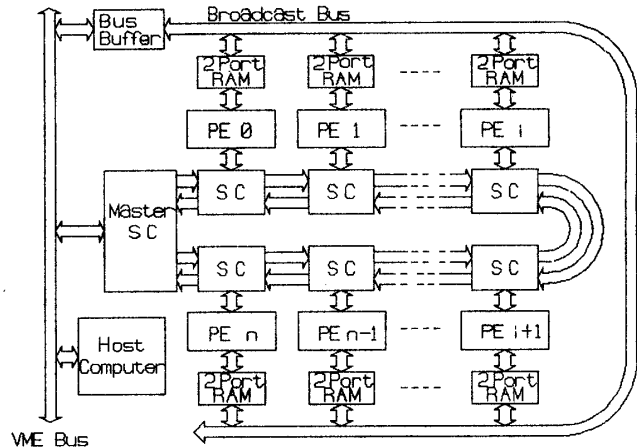 Broadcast Bus
Bus
Buffer
2Port
RAM
2Port
RAM
2Port
RAM
PE 0
PE 1
PE i
Master
SC
SC
SC
SC
SC
SC
SC
Host
Computer
PE n
PE n-1
PE i+1
2Port
RAM
2Port
RAM
2Port
RAM
VME Bus